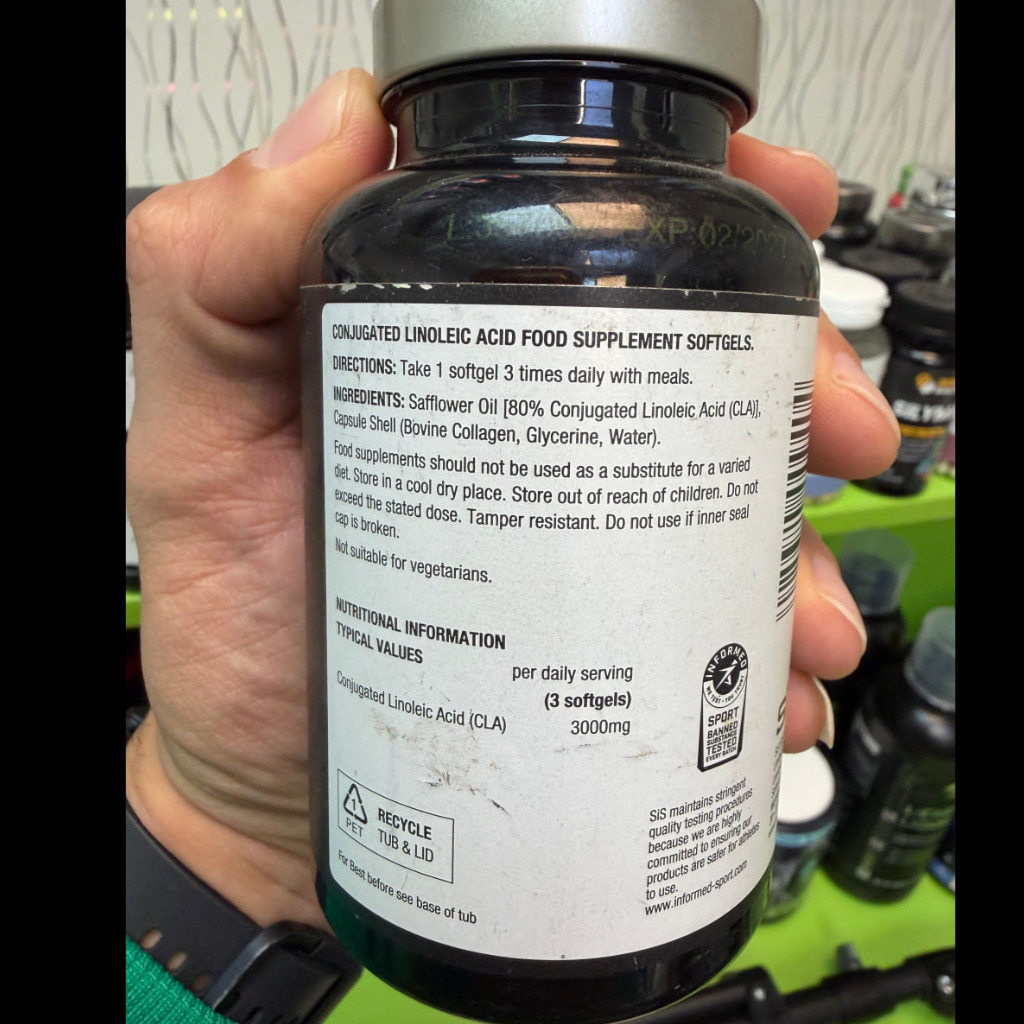 XP:02/20
CONJUGATED LINOLEIC ACID FOOD SUPPLEMENT SOFTGELS.
DIRECTIONS: Take 1 softgel 3 times daily with meals.
INGREDIENTS: Safflower Oil [80% Conjugated Linoleic Acid (CLA)],
Capsule Shell (Bovine Collagen, Glycerine, Water).
Food supplements should not be used as a substitute for a varied
diet. Store in a cool dry place. Store out of reach of children. Do not
exceed the stated dose. Tamper resistant. Do not use if inner seal
cap is broken.
Not suitable for vegetarians.
NUTRITIONAL INFORMATION
TYPICAL VALUES
per daily serving
(3 softgels)
Conjugated Linoleic Acid (CLA) 3000mg
INFORMED
WE TEST · YOU TRUST
SPORT
BANNED
SUBSTANCE
TESTED
EVERY BATCH
1
PET
RECYCLE
TUB & LID
For Best before see base of tub
SiS maintains stringent
quality testing procedures
because we are highly
committed to ensuring our
products are safer for athletes
to use.
www.informed-sport.com